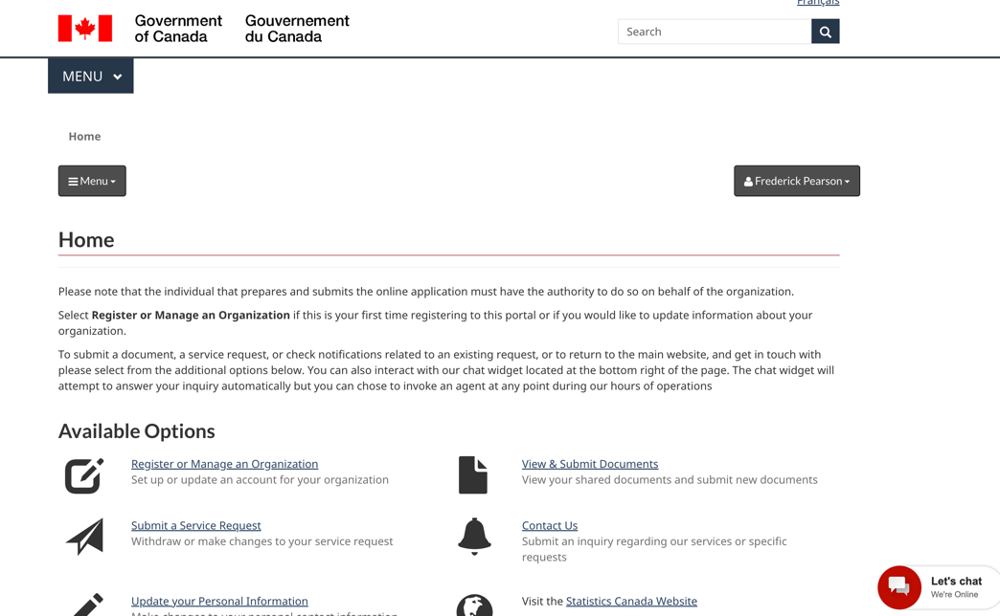 Français
Government
of Canada
Gouvernement
du Canada
Search
MENU
Home
Menu
Frederick Pearson
Home
Please note that the individual that prepares and submits the online application must have the authority to do so on behalf of the organization.
Select Register or Manage an Organization if this is your first time registering to this portal or if you would like to update information about your
organization.
To submit a document, a service request, or check notifications related to an existing request, or to return to the main website, and get in touch with
please select from the additional options below. You can also interact with our chat widget located at the bottom right of the page. The chat widget will
attempt to answer your inquiry automatically but you can chose to invoke an agent at any point during our hours of operations
Available Options
Register or Manage an Organization
Set up or update an account for your organization
View & Submit Documents
View your shared documents and submit new documents
Submit a Service Request
Withdraw or make changes to your service request
Contact Us
Submit an inquiry regarding our services or specific
requests
Update your Personal Information
Make changes to your personal contact information
Visit the Statistics Canada Website
Let's chat
We're Online